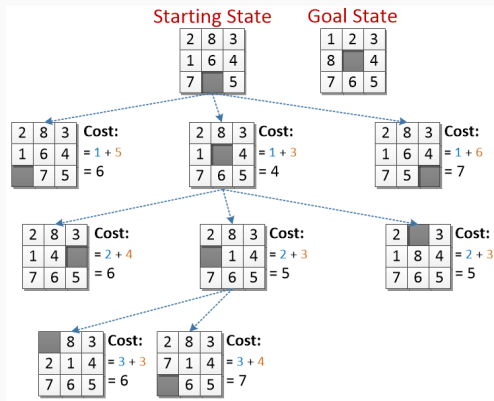 Starting State
Goal State
2 8 3
1 6 4
7 5
1 2 3
8 4
7 6 5
2 8 3
1 6 4
7 5
Cost:
= 1 + 5
= 6
2 8 3
1 4
7 6 5
Cost:
= 1 + 3
= 4
2 8 3
1 6 4
7 5
Cost:
= 1 + 6
= 7
2 8 3
1 4
7 6 5
Cost:
= 2 + 4
= 6
2 8 3
1 4
7 6 5
Cost:
= 2 + 3
= 5
2 3
1 8 4
7 6 5
Cost:
= 2 + 3
= 5
8 3
2 1 4
7 6 5
Cost:
= 3 + 3
= 6
2 8 3
7 1 4
6 5
Cost:
= 3 + 4
= 7